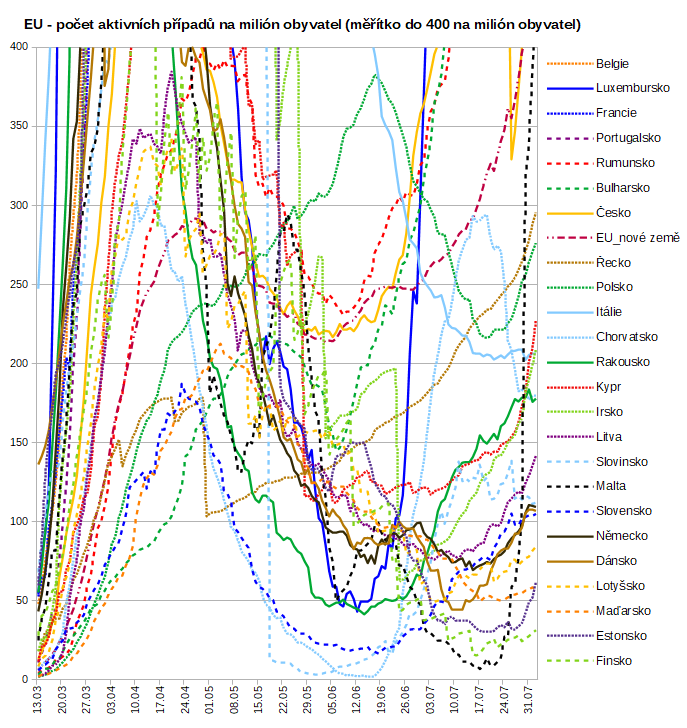 EU - počet aktivních případů na milión obyvatel (měřítko do 400 na milión obyvatel)
400
350
300
250
200
150
100
50
0
13.03
20.03
27.03
03.04
10.04
17.04
24.04
01.05
08.05
15.05
22.05
29.05
05.06
12.06
19.06
26.06
03.07
10.07
17.07
24.07
31.07
Belgie
Luxembursko
Francie
Portugalsko
Rumunsko
Bulharsko
Česko
EU_nové země
Řecko
Polsko
Itálie
Chorvatsko
Rakousko
Kypr
Irsko
Litva
Slovinsko
Malta
Slovensko
Německo
Dánsko
Lotyšsko
Maďarsko
Estonsko
Finsko